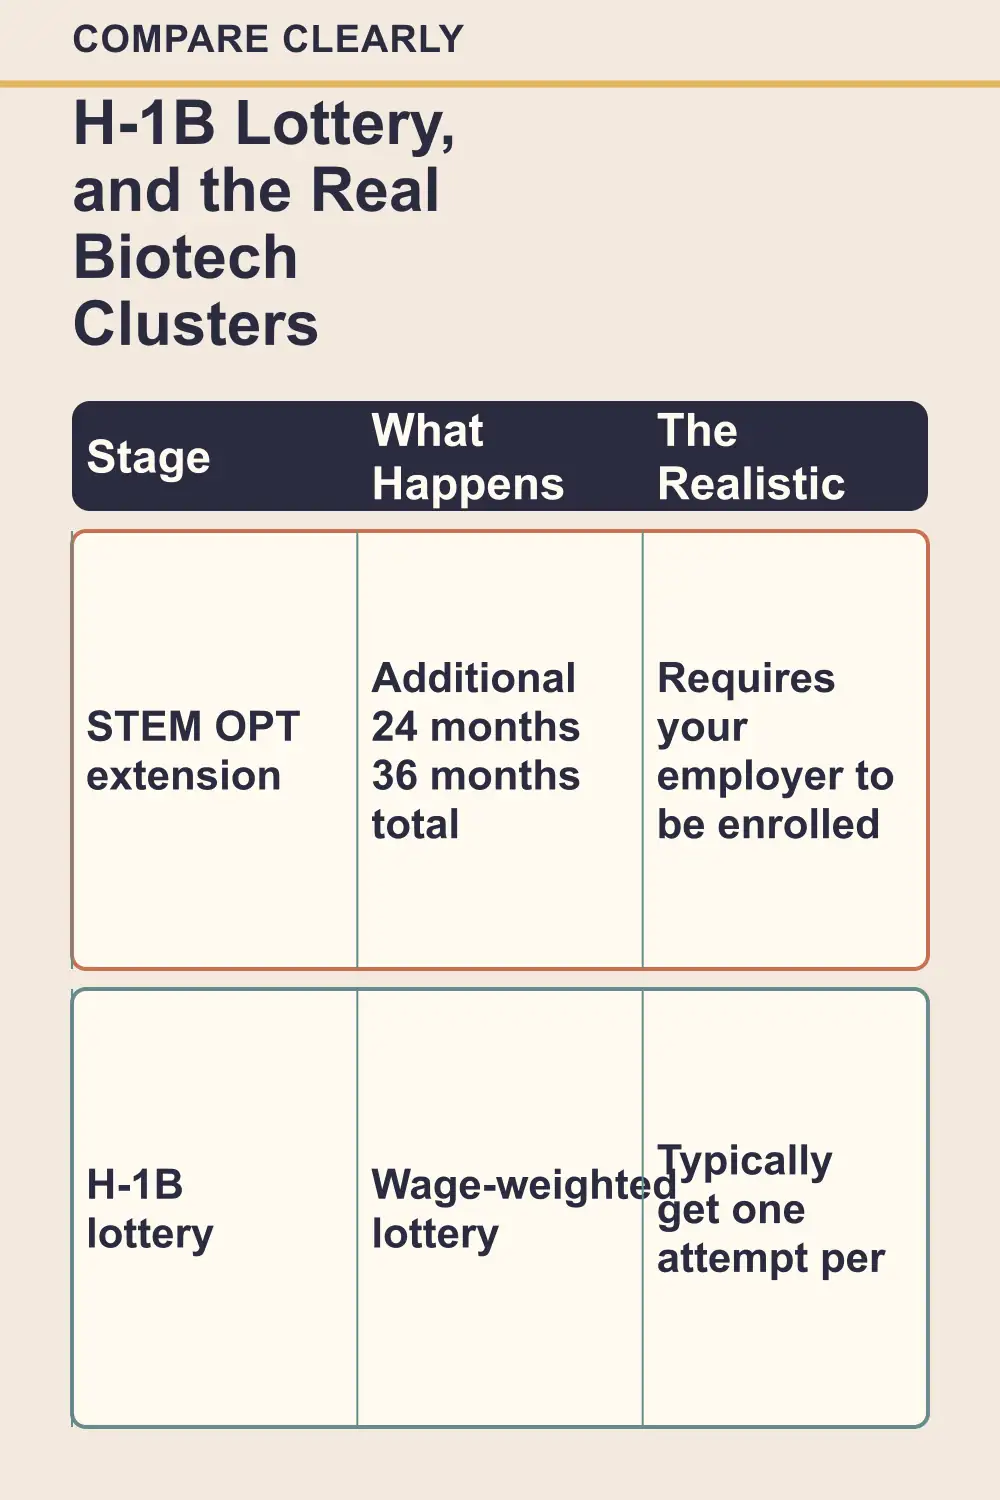 COMPARE CLEARLY
H-1B Lottery,
and the Real
Biotech
Clusters
Stage
What
Happens
The
Realistic
STEM OPT
extension
Additional
24 months
36 months
total
Requires
your
employer to
be enrolled
H-1B
lottery
Wage-weighted
lottery
Typically
get one
attempt per